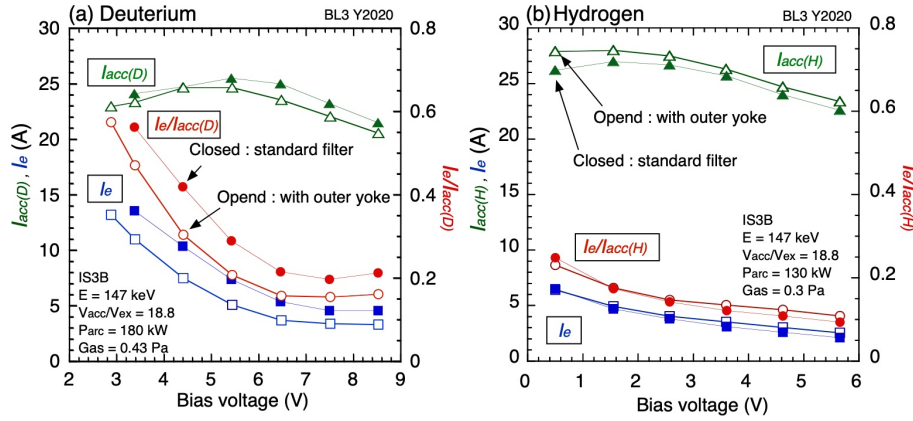 (a) Deuterium
BL3 Y2020
30
25
20
15
10
5
0
Iacc(D) , Ie (A)
0.8
0.6
0.4
0.2
0
Ie/Iacc(D)
Iacc(D)
Ie/Iacc(D)
Closed : standard filter
Ie
Opend : with outer yoke
IS3B
E = 147 keV
Vacc/Vex = 18.8
Parc = 180 kW
Gas = 0.43 Pa
2 3 4 5 6 7 8 9
Bias voltage (V)
(b) Hydrogen
BL3 Y2020
30
25
20
15
10
5
0
Iacc(H) , Ie (A)
0.8
0.6
0.4
0.2
0
Ie/Iacc(H)
Iacc(H)
Opend : with outer yoke
Closed : standard filter
IS3B
E = 147 keV
Vacc/Vex = 18.8
Parc = 130 kW
Gas = 0.3 Pa
Ie/Iacc(H)
Ie
0 1 2 3 4 5 6
Bias voltage (V)